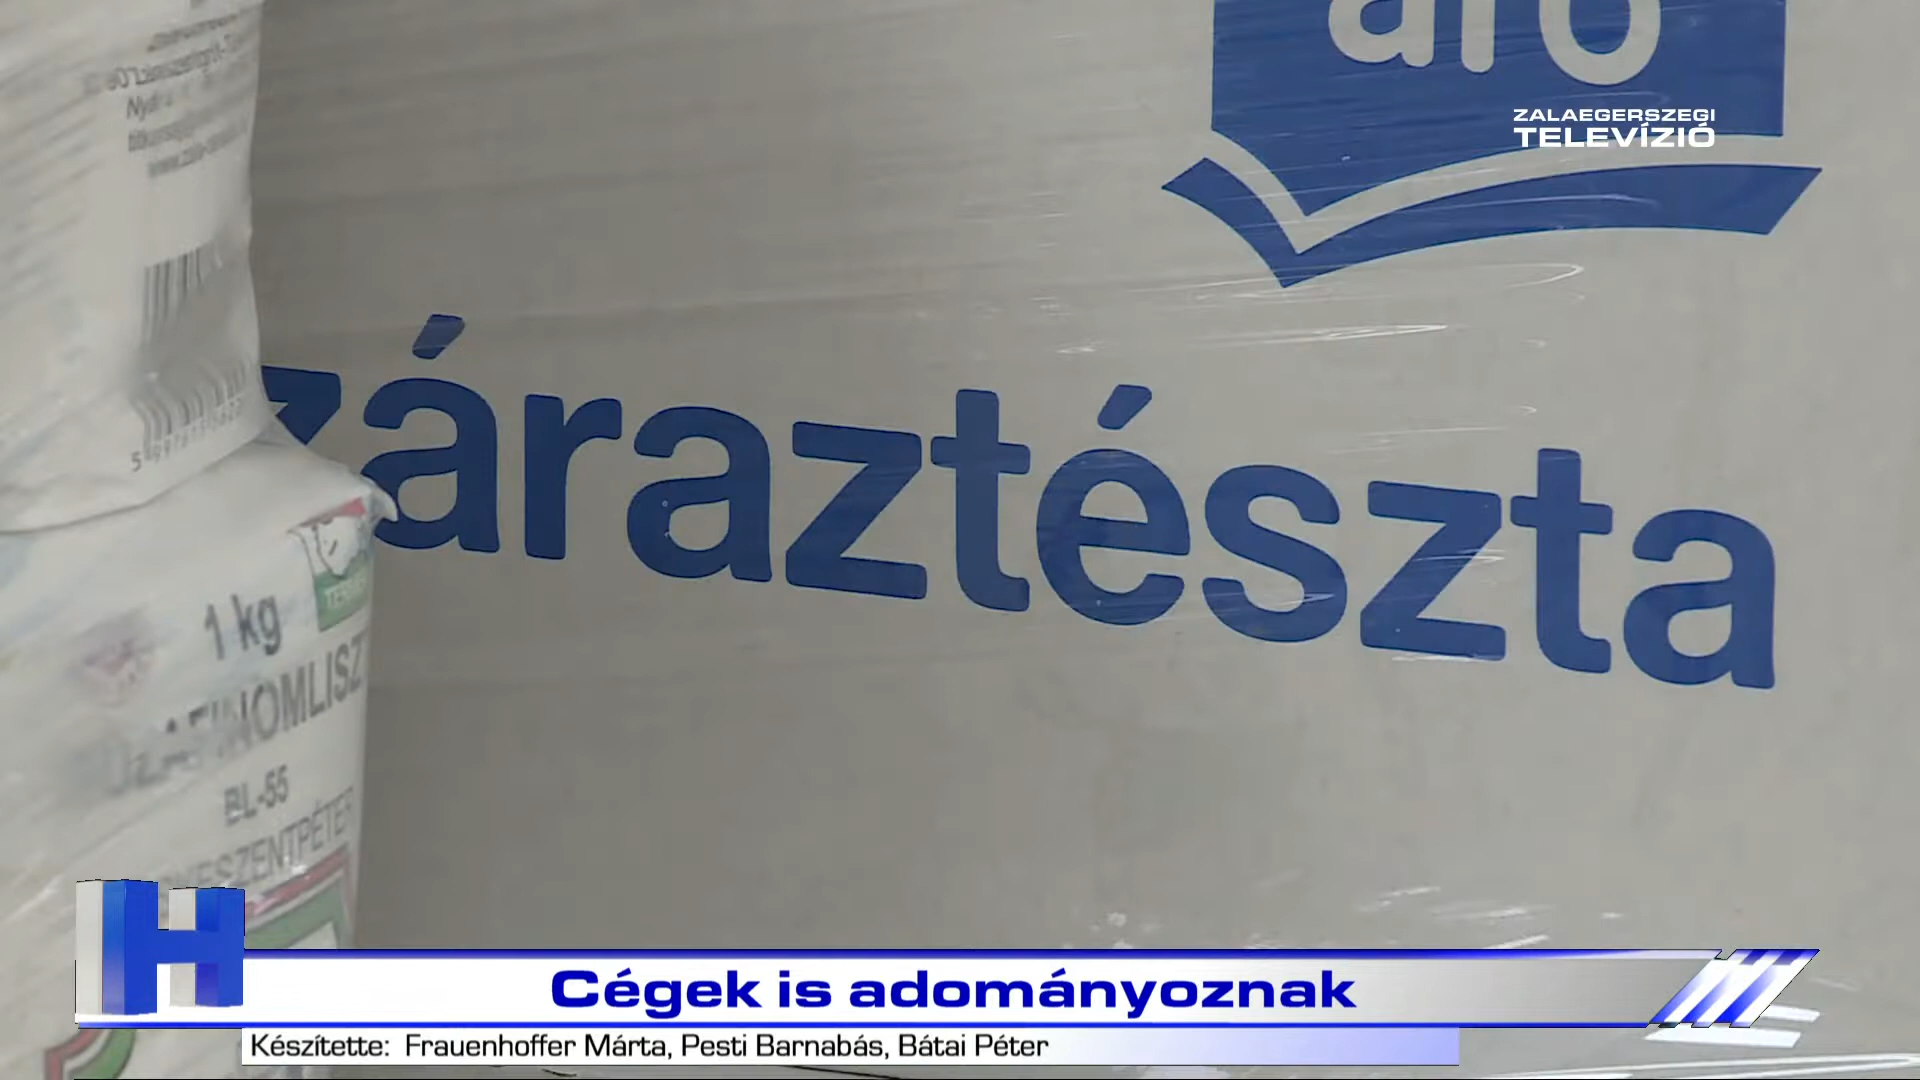 aro
ZALAEGERSZEGI
TELEVÍZIÓ
záraztészta
1 kg
BL-55
Cégek is adományoznak
Készítette: Frauenhoffer Márta, Pesti Barnabás, Bátai Péter